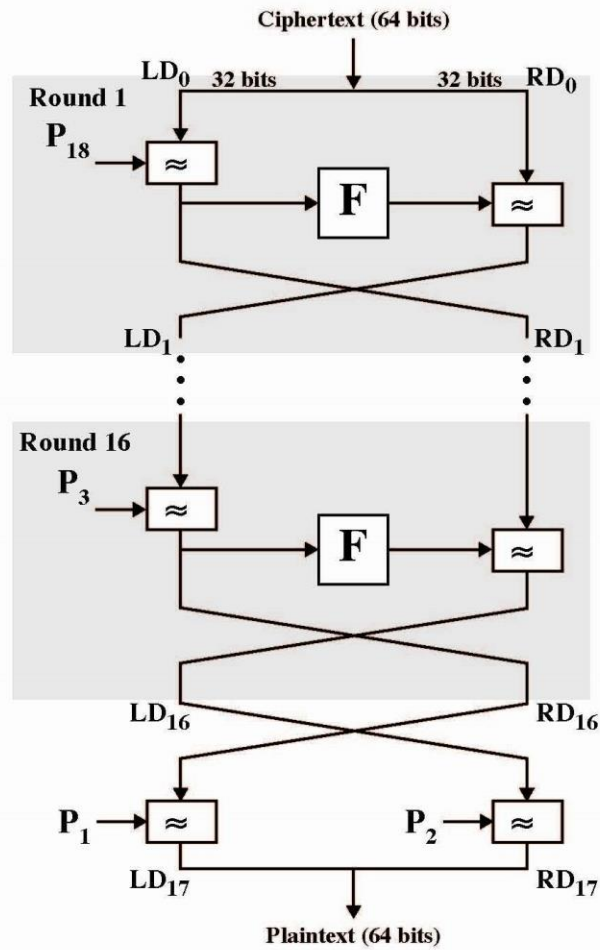 Ciphertext (64 bits)
LD0 32 bits 32 bits RD0
Round 1
P18
≈
F
≈
LD1 RD1
Round 16
P3
≈
F
≈
LD16 RD16
P1 ≈ P2 ≈
LD17 RD17
Plaintext (64 bits)